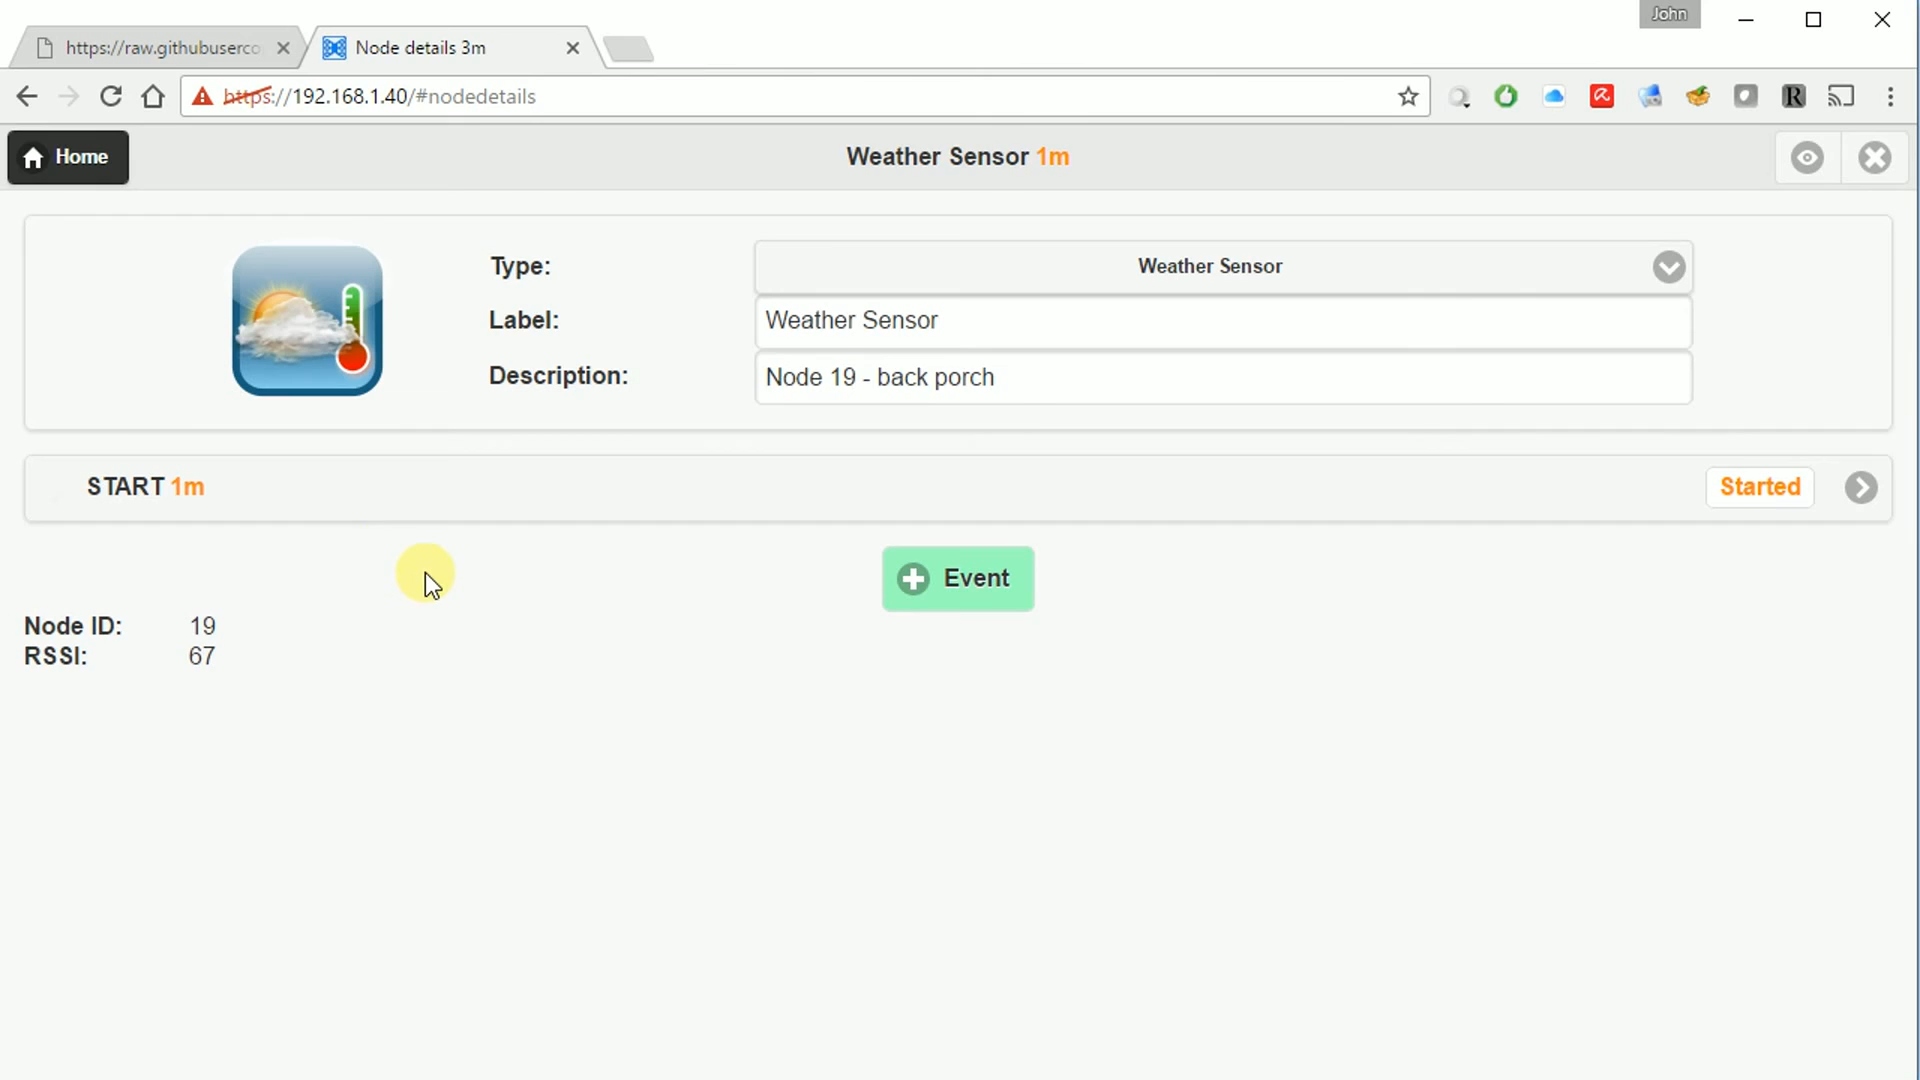 John
https://raw.githubuserco
Node details 3m
https://192.168.1.40/#nodedetails
R
Home
Weather Sensor 1m
Type:
Weather Sensor
Label:
Weather Sensor
Description:
Node 19 - back porch
START 1m
Started
Event
Node ID: 19
RSSI: 67